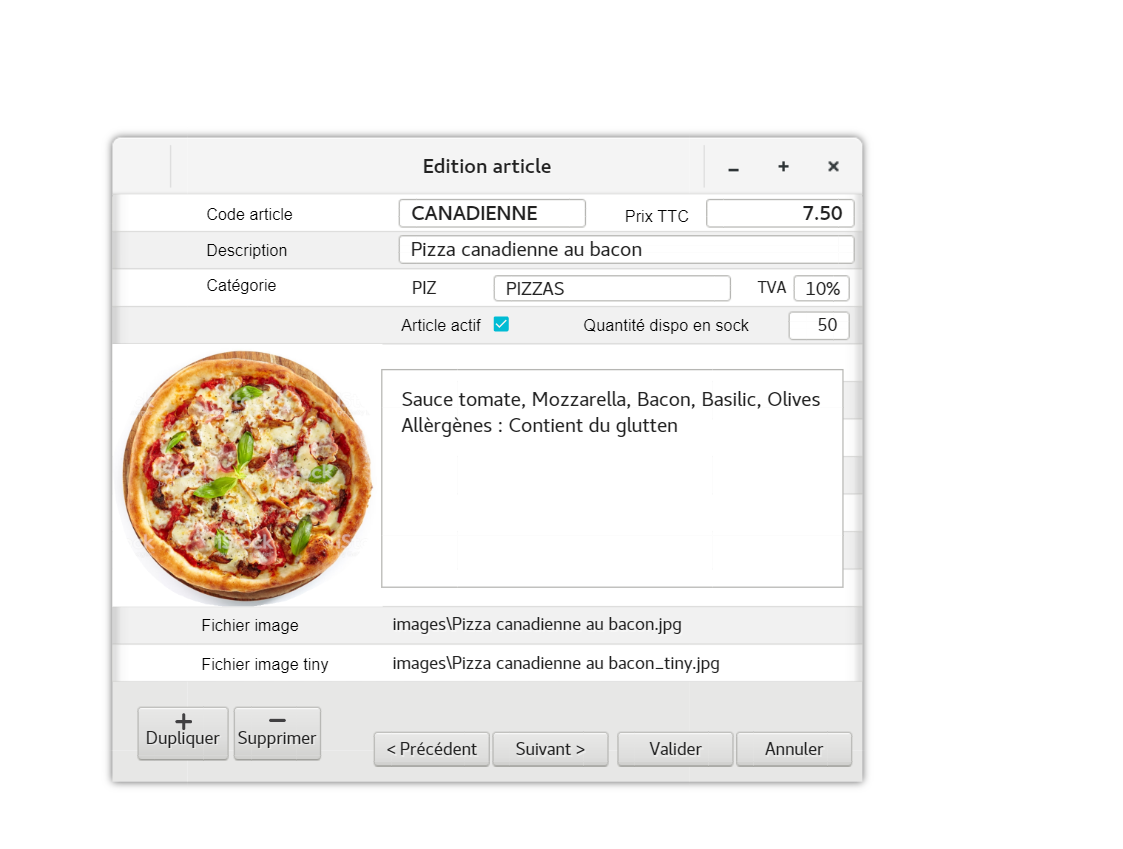 Edition article
Code article CANADIENNE Prix TTC 7.50
Description Pizza canadienne au bacon
Catégorie PIZ PIZZAS TVA 10%
Article actif Quantité dispo en sock 50
Sauce tomate, Mozzarella, Bacon, Basilic, Olives
Allèrgènes : Contient du glutten
Fichier image images\Pizza canadienne au bacon.jpg
Fichier image tiny images\Pizza canadienne au bacon_tiny.jpg
+ −
Dupliquer Supprimer
< Précédent Suivant > Valider Annuler